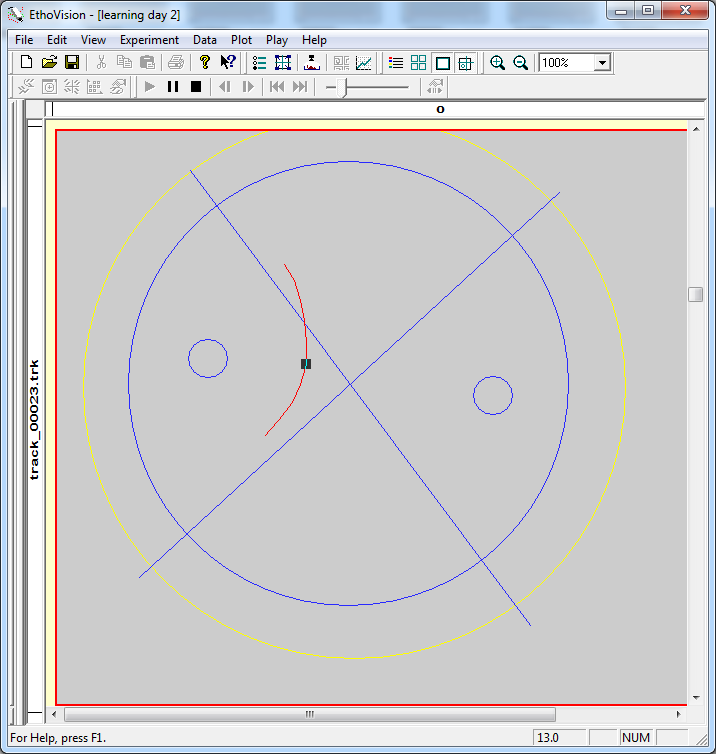 EthoVision - [learning day 2]
File Edit View Experiment Data Plot Play Help
100%
o
track_00023.trk
For Help, press F1.
13.0
NUM